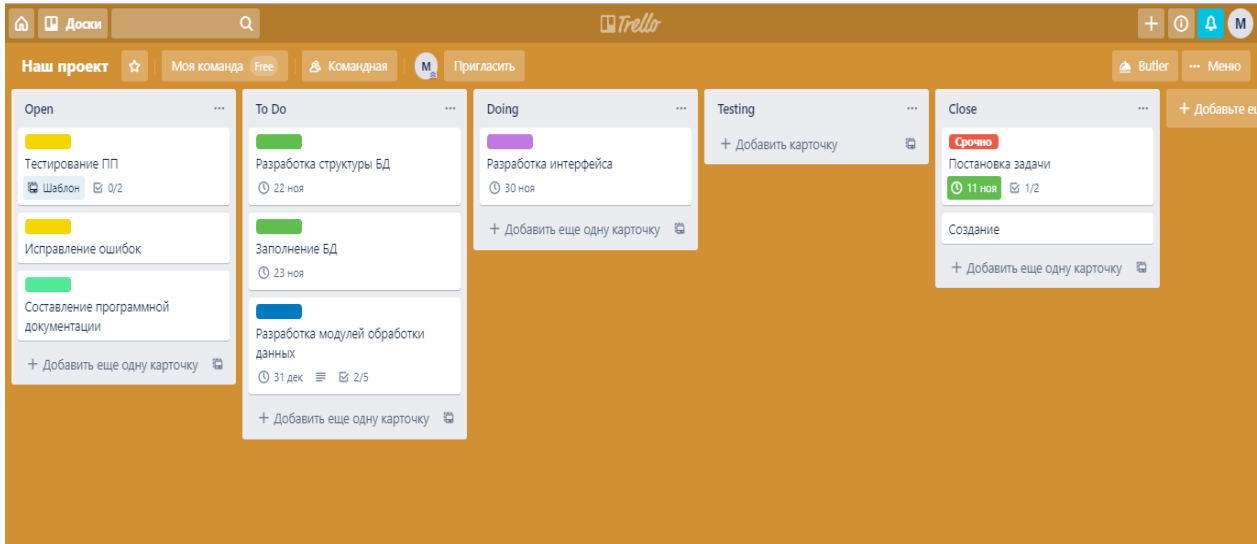 Доски
Trello
M
Наш проект
Моя команда Free
Командная
M
Пригласить
Butler
··· Меню
Open ···
Тестирование ПП
Шаблон 0/2
Исправление ошибок
Составление программной
документации
+ Добавить еще одну карточку
To Do ···
Разработка структуры БД
22 ноя
Заполнение БД
23 ноя
Разработка модулей обработки
данных
31 дек 2/5
+ Добавить еще одну карточку
Doing ···
Разработка интерфейса
30 ноя
+ Добавить еще одну карточку
Testing ···
+ Добавить карточку
Close ···
Срочно
Постановка задачи
11 ноя 1/2
Создание
+ Добавить еще одну карточку
+ Добавьте